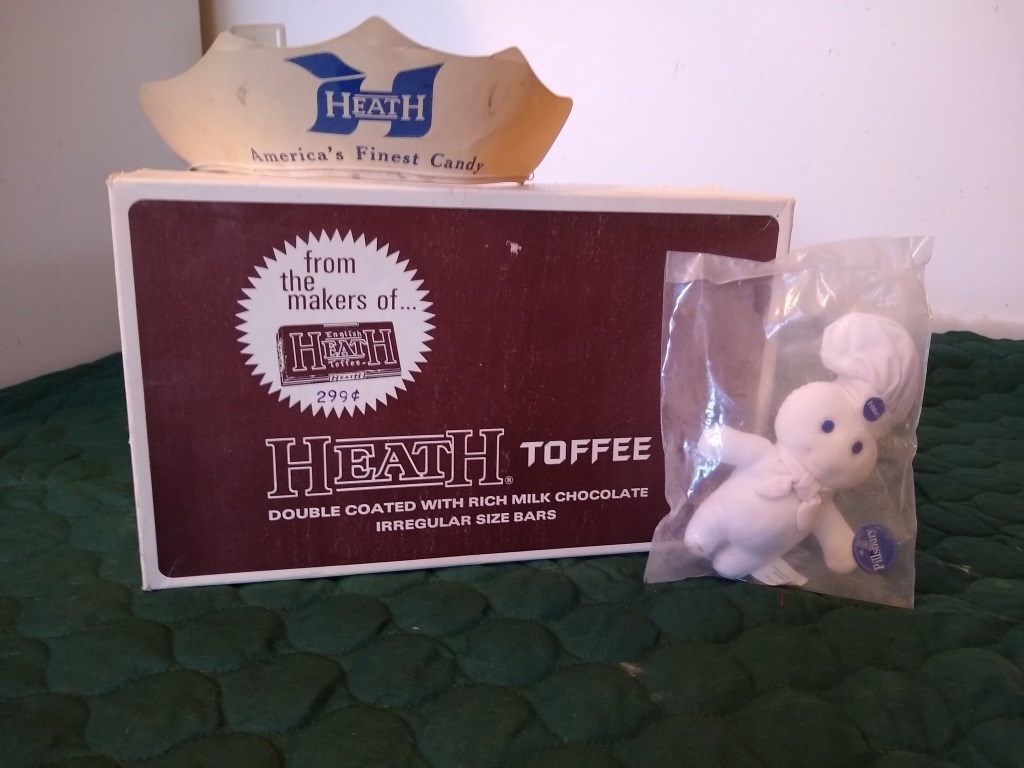 HEATH
America's Finest Candy
from
the
makers of...
English
HEATH
Toffee
HEATH
299¢
HEATH® TOFFEE
DOUBLE COATED WITH RICH MILK CHOCOLATE
IRREGULAR SIZE BARS
Pillsbury